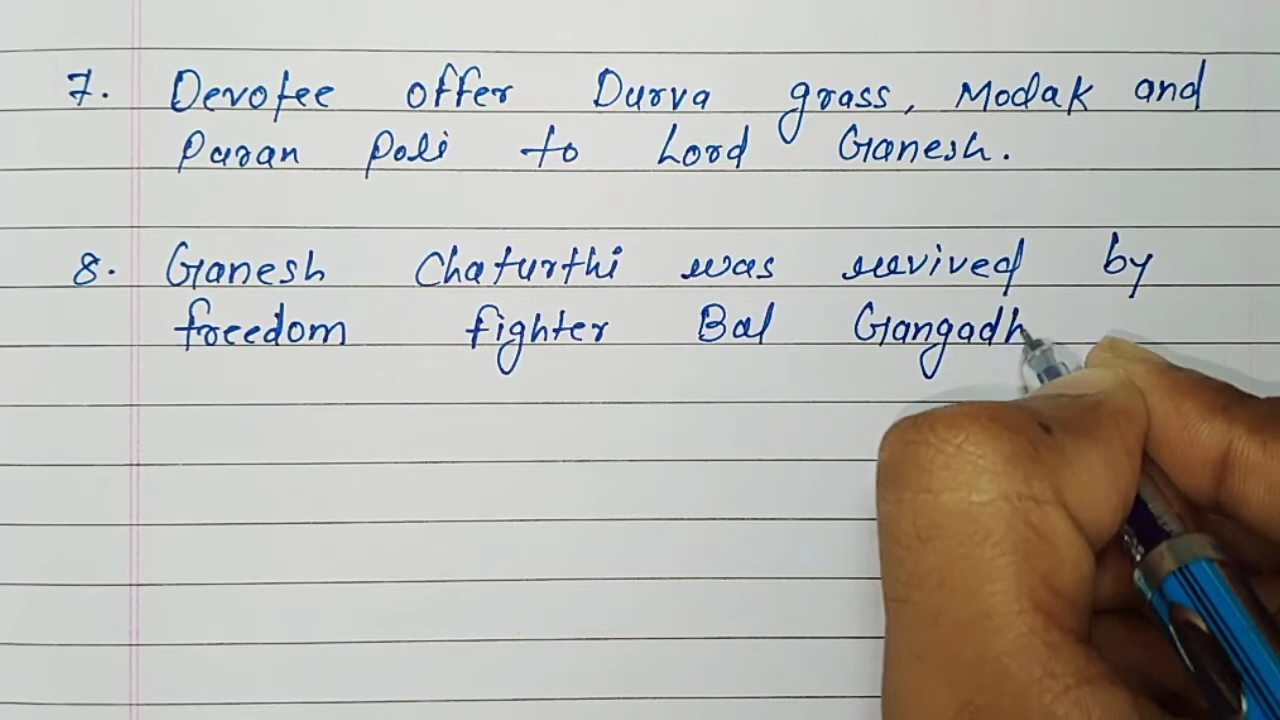 7. Devotee offer Durva grass, Modak and
Puran Poli to Lord Ganesh.
8. Ganesh Chaturthi was revived by
freedom fighter Bal Gangadh